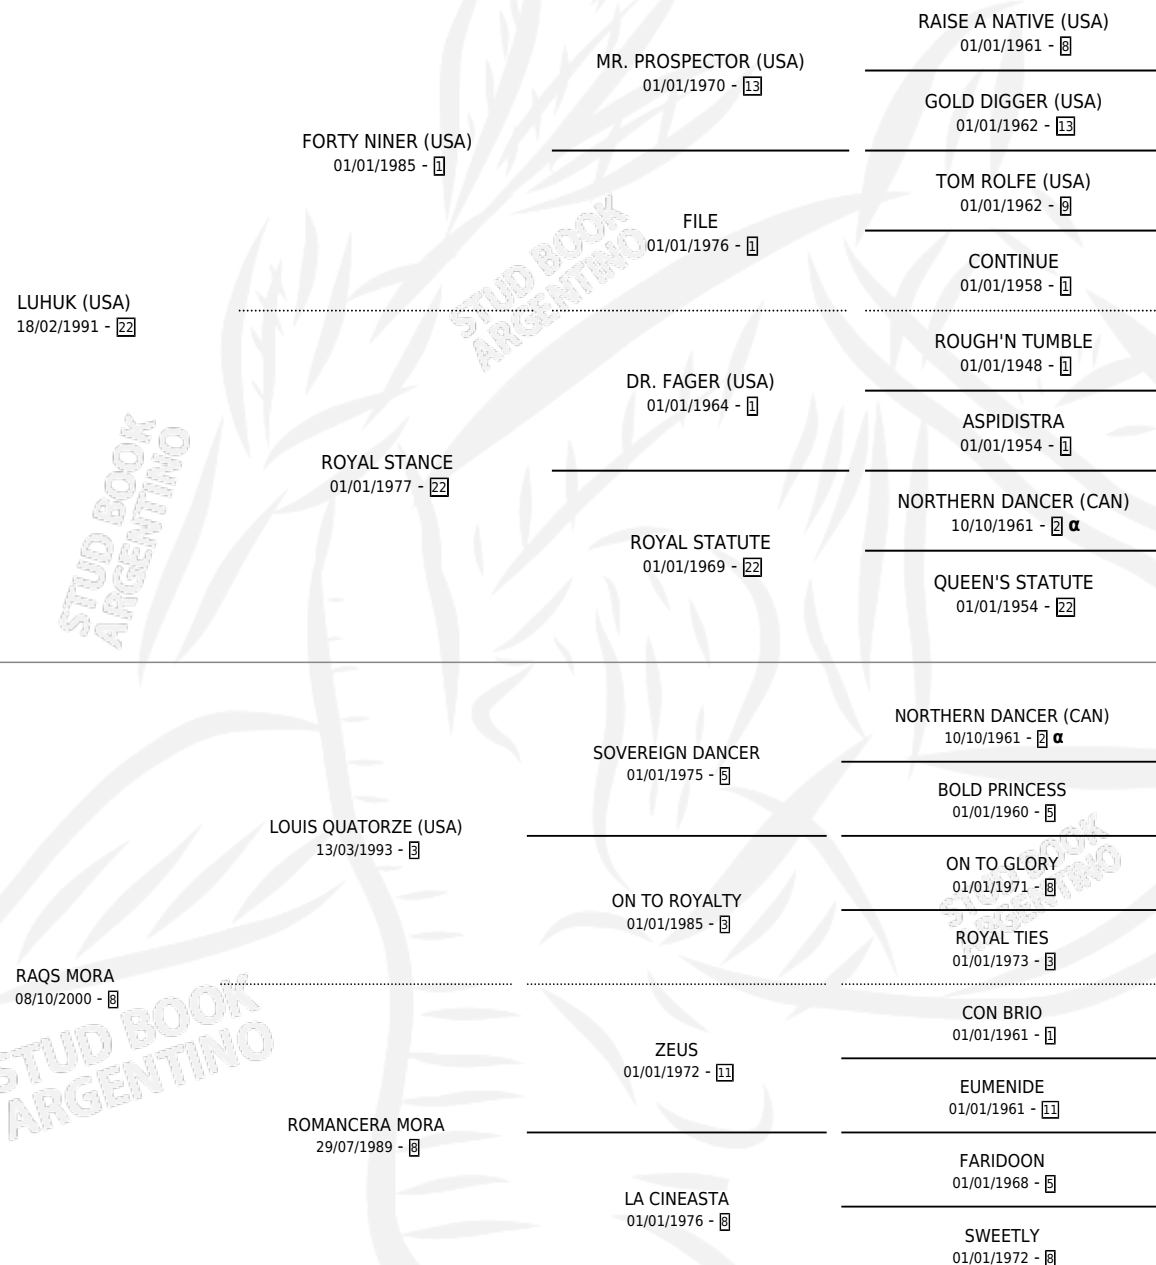 RAISE A NATIVE (USA)
01/01/1961 - 8
MR. PROSPECTOR (USA)
01/01/1970 - 13
GOLD DIGGER (USA)
01/01/1962 - 13
FORTY NINER (USA)
01/01/1985 - 1
TOM ROLFE (USA)
01/01/1962 - 9
FILE
01/01/1976 - 1
CONTINUE
01/01/1958 - 1
LUHUK (USA)
18/02/1991 - 22
ROUGH'N TUMBLE
01/01/1948 - 1
DR. FAGER (USA)
01/01/1964 - 1
ASPIDISTRA
01/01/1954 - 1
ROYAL STANCE
01/01/1977 - 22
NORTHERN DANCER (CAN)
10/10/1961 - 2 α
ROYAL STATUTE
01/01/1969 - 22
QUEEN'S STATUTE
01/01/1954 - 22
NORTHERN DANCER (CAN)
10/10/1961 - 2 α
SOVEREIGN DANCER
01/01/1975 - 5
BOLD PRINCESS
01/01/1960 - 5
LOUIS QUATORZE (USA)
13/03/1993 - 3
ON TO GLORY
01/01/1971 - 8
ON TO ROYALTY
01/01/1985 - 3
ROYAL TIES
01/01/1973 - 3
RAQS MORA
08/10/2000 - 8
CON BRIO
01/01/1961 - 1
ZEUS
01/01/1972 - 11
EUMENIDE
01/01/1961 - 11
ROMANCERA MORA
29/07/1989 - 8
FARIDOON
01/01/1968 - 5
LA CINEASTA
01/01/1976 - 8
SWEETLY
01/01/1972 - 8
STUD BOOK
ARGENTINO
STUD BOOK
ARGENTINO
STUD BOOK
ARGENTINO
STUD BOOK
ARGENTINO